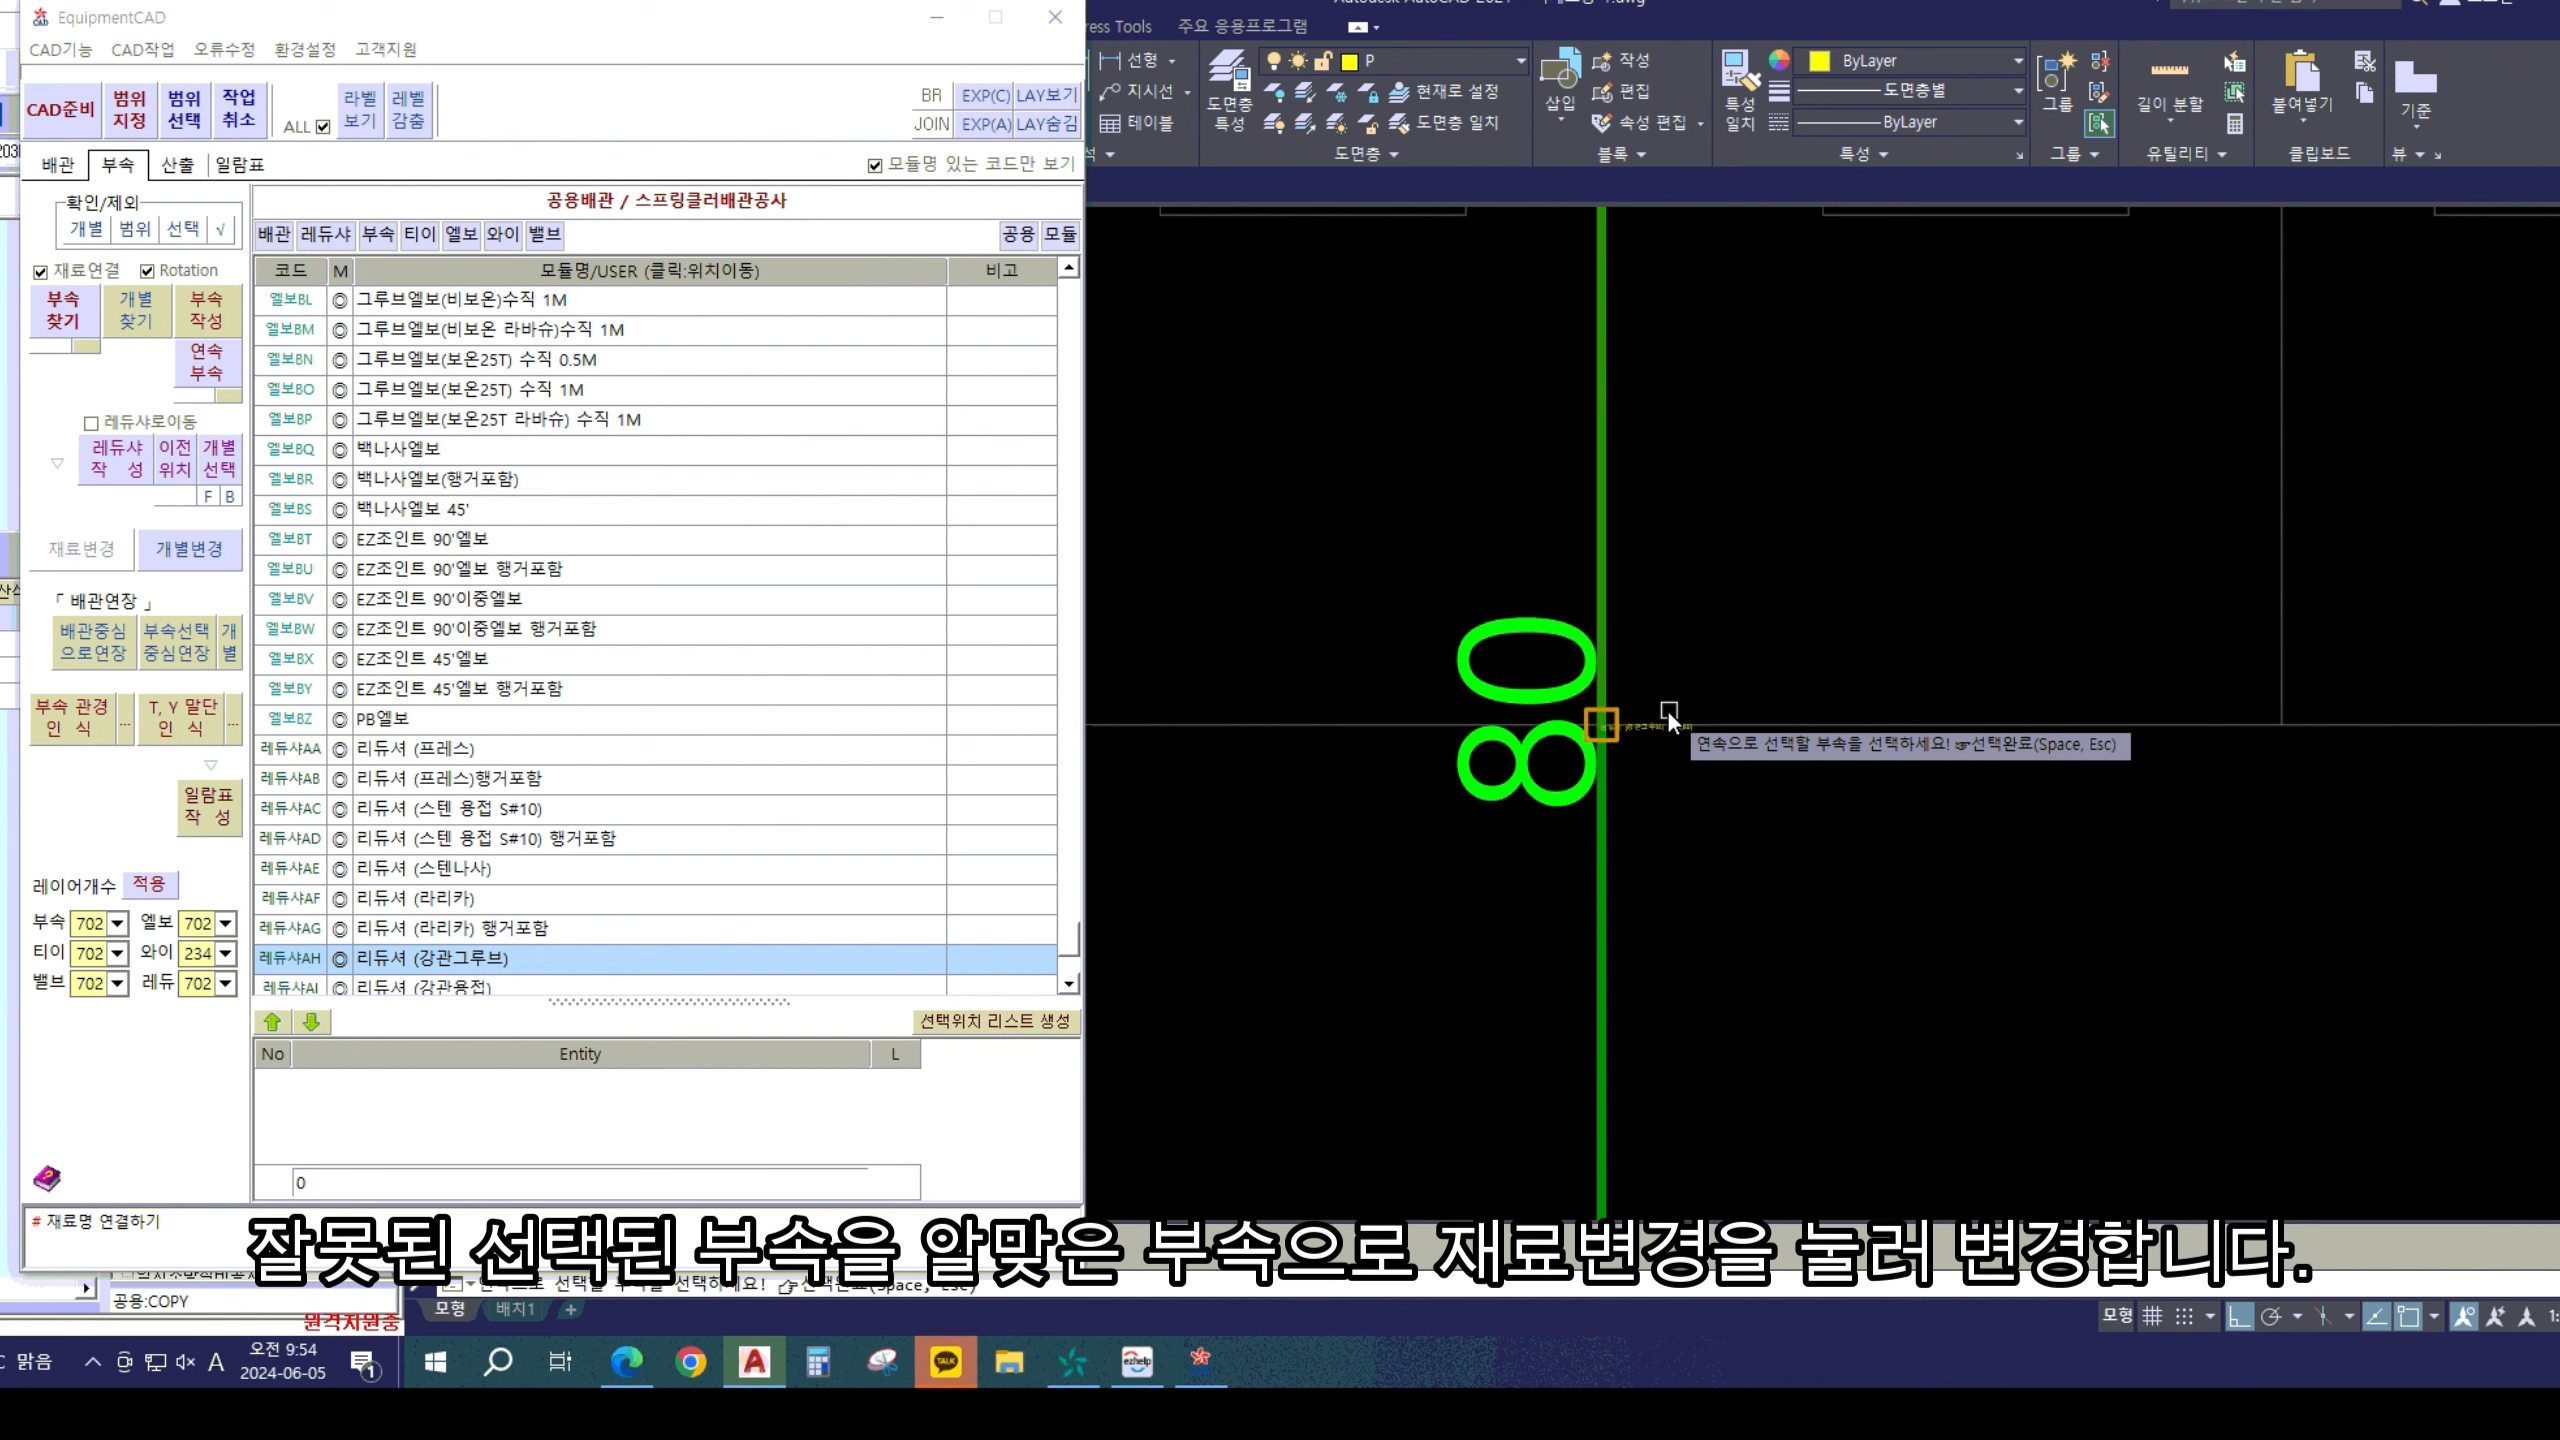 EquipmentCAD
CAD기능 CAD작업 오류수정 환경설정 고객지원
CAD준비 범위지정 범위선택 작업취소 ALL 라벨보기 레벨감춤
BR EXP(C) LAY보기
JOIN EXP(A) LAY숨김
배관 부속 산출 일람표
모듈명 있는 코드만 보기
확인/제외
개별 범위 선택 √
재료연결 Rotation
부속찾기 개별찾기 부속작성
연속부속
레듀샤로이동
레듀샤작 성 이전위치 개별선택
F B
재료변경 개별변경
「 배관연장 」
배관중심으로연장 부속선택중심연장 개별
부속 관경인 식 ... T, Y 말단인 식 ...
일람표작 성
레이어개수 적용
부속 702 엘보 702
티이 702 와이 234
밸브 702 레듀 702
공용배관 / 스프링클러배관공사
배관 레듀샤 부속 티이 엘보 와이 밸브 공용 모듈
코드 M 모듈명/USER (클릭:위치이동) 비고
엘보BL ◎ 그루브엘보(비보온)수직 1M
엘보BM ◎ 그루브엘보(비보온 라바슈)수직 1M
엘보BN ◎ 그루브엘보(보온25T) 수직 0.5M
엘보BO ◎ 그루브엘보(보온25T) 수직 1M
엘보BP ◎ 그루브엘보(보온25T 라바슈) 수직 1M
엘보BQ ◎ 백나사엘보
엘보BR ◎ 백나사엘보(행거포함)
엘보BS ◎ 백나사엘보 45'
엘보BT ◎ EZ조인트 90'엘보
엘보BU ◎ EZ조인트 90'엘보 행거포함
엘보BV ◎ EZ조인트 90'이중엘보
엘보BW ◎ EZ조인트 90'이중엘보 행거포함
엘보BX ◎ EZ조인트 45'엘보
엘보BY ◎ EZ조인트 45'엘보 행거포함
엘보BZ ◎ PB엘보
레듀샤AA ◎ 리듀셔 (프레스)
레듀샤AB ◎ 리듀셔 (프레스)행거포함
레듀샤AC ◎ 리듀셔 (스텐 용접 S#10)
레듀샤AD ◎ 리듀셔 (스텐 용접 S#10) 행거포함
레듀샤AE ◎ 리듀셔 (스텐나사)
레듀샤AF ◎ 리듀셔 (라리카)
레듀샤AG ◎ 리듀셔 (라리카) 행거포함
레듀샤AH ◎ 리듀셔 (강관그루브)
레듀샤AI ◎ 리듀셔 (강관용접)
선택위치 리스트 생성
No Entity L
0
# 재료명 연결하기
공용:COPY
원격지원중
Autodesk AutoCAD 2021
ress Tools 주요 응용프로그램
선형
지시선
테이블
도면층특성
P
현재로 설정
도면층 일치
도면층
삽입
작성
편집
속성 편집
블록
특성일치
ByLayer
도면층별
ByLayer
특성
그룹
그룹
길이 분할
유틸리티
붙여넣기
클립보드
기준
뷰
80
연속으로 선택할 부속을 선택하세요! ☞선택완료(Space, Esc)
잘못된 선택된 부속을 알맞은 부속으로 재료변경을 눌러 변경합니다.
모형 배치1 +
모형
맑음
A
오전 9:54
2024-06-05
1
TALK
ezhelp